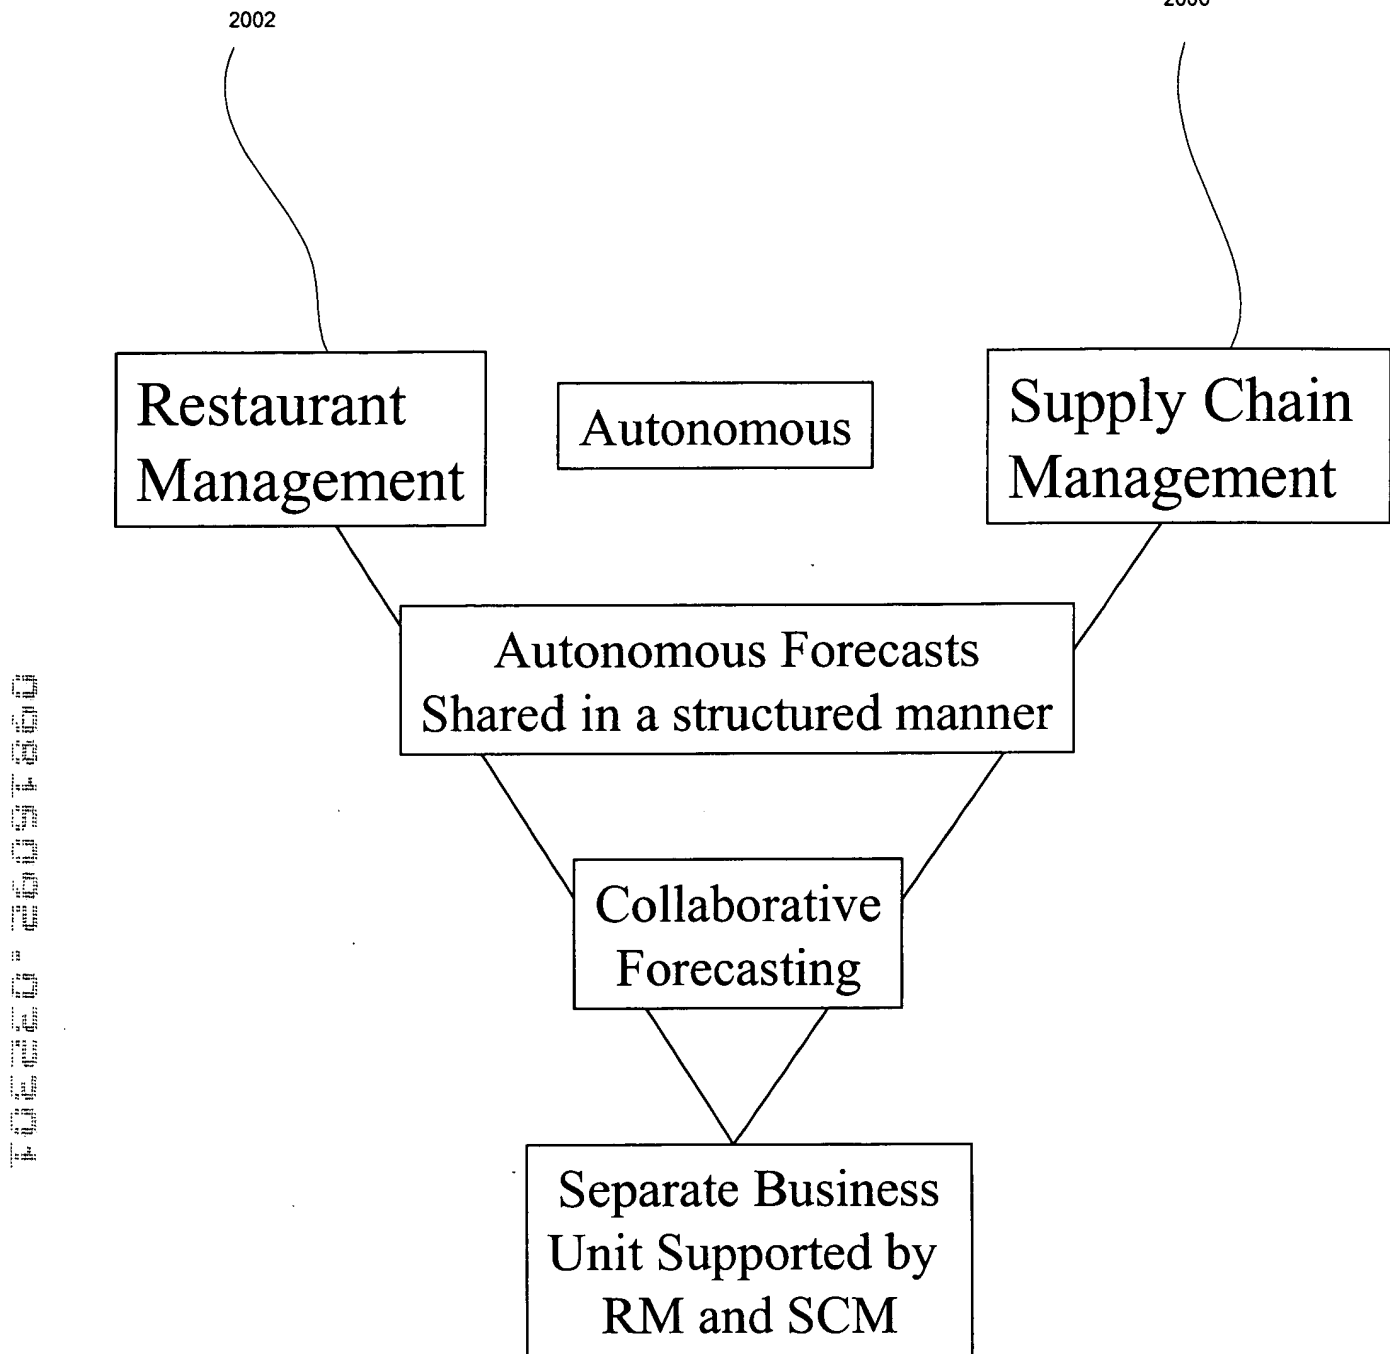 2002
Restaurant
Management
Autonomous
Supply Chain
Management
Autonomous Forecasts
Shared in a structured manner
Collaborative
Forecasting
Separate Business
Unit Supported by
RM and SCM